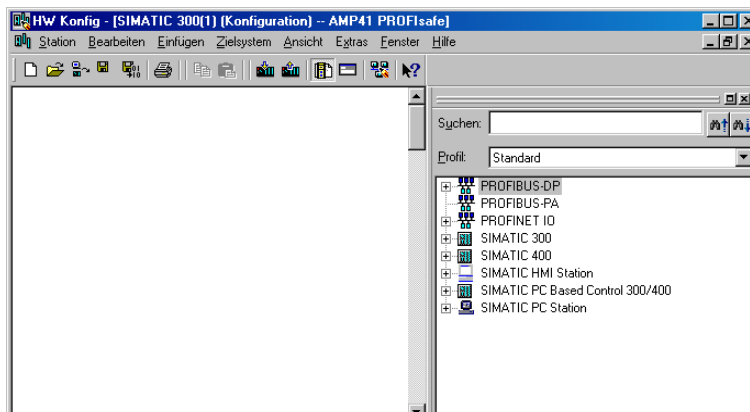 HW Konfig - [SIMATIC 300(1) (Konfiguration) -- AMP41 PROFIsafe]
Station Bearbeiten Einfügen Zielsystem Ansicht Extras Fenster Hilfe
Suchen:
Profil: Standard
PROFIBUS-DP
PROFIBUS-PA
PROFINET IO
SIMATIC 300
SIMATIC 400
SIMATIC HMI Station
SIMATIC PC Based Control 300/400
SIMATIC PC Station